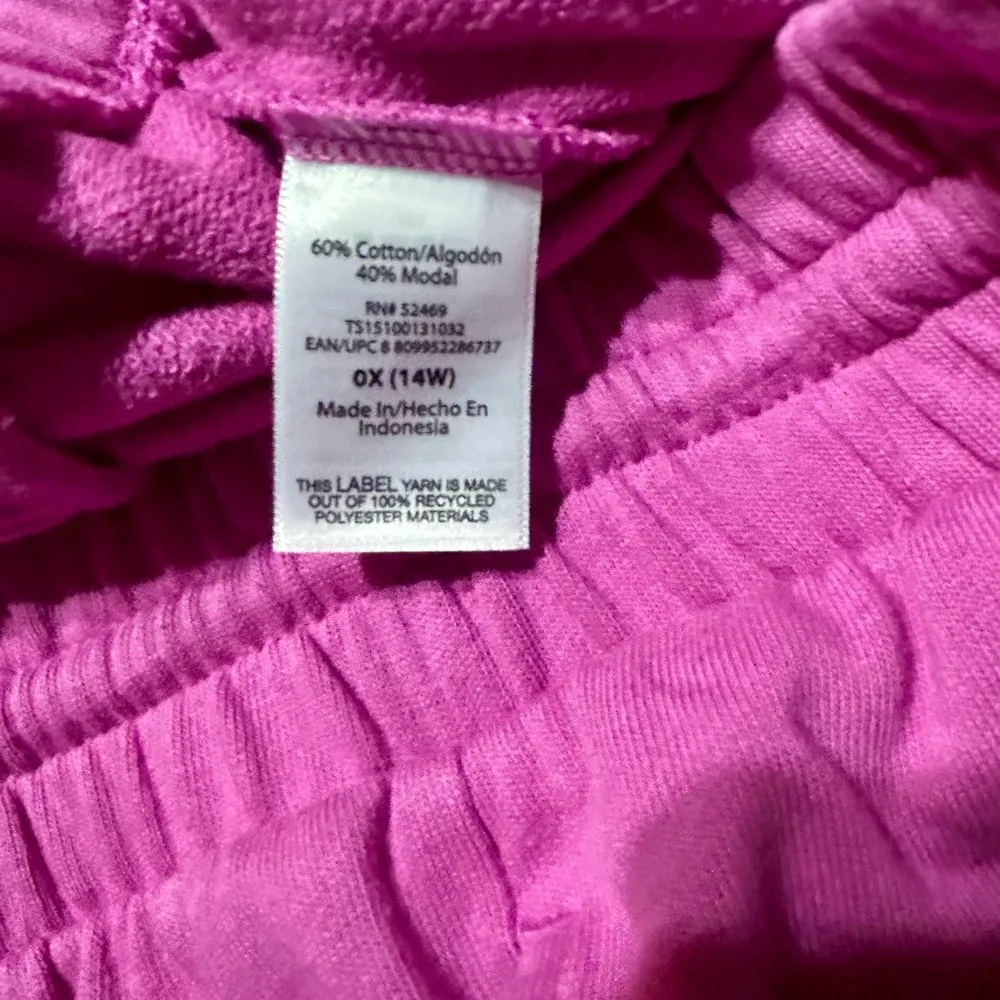 60% Cotton/Algodón
40% Modal
RN# 52469
TS15100131032
EAN/UPC 8 809952286737
0X (14W)
Made In/Hecho En
Indonesia
THIS LABEL YARN IS MADE
OUT OF 100% RECYCLED
POLYESTER MATERIALS